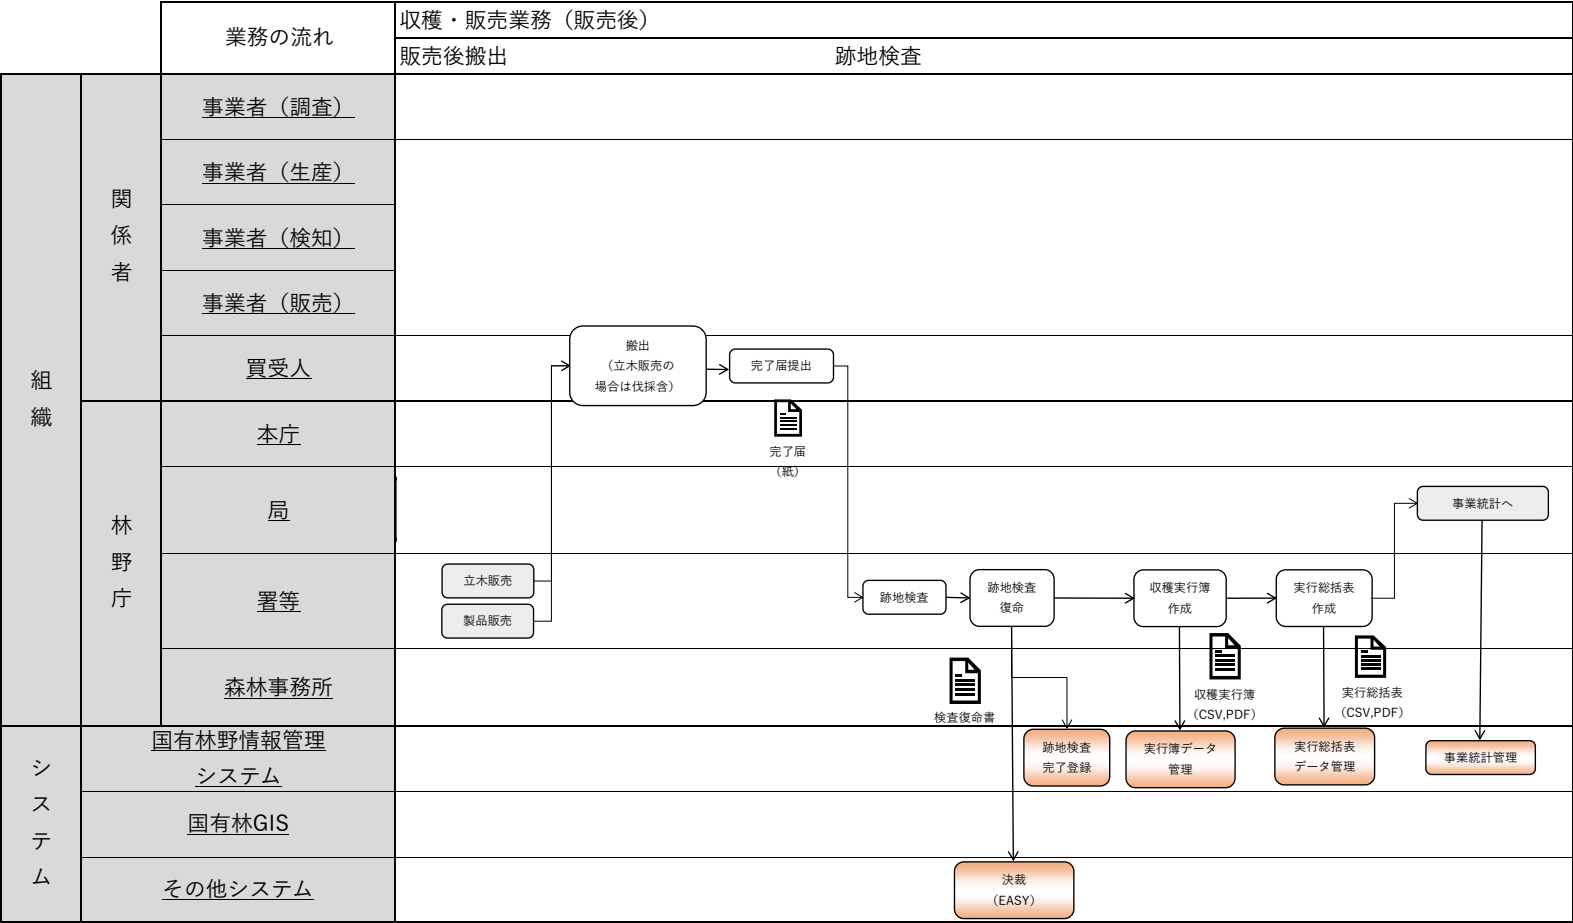 業務の流れ
収穫・販売業務（販売後）
販売後搬出
跡地検査
組織
関係者
事業者（調査）
事業者（生産）
事業者（検知）
事業者（販売）
買受人
搬出
（立木販売の
場合は伐採含）
完了届提出
林野庁
本庁
完了届
（紙）
局
事業統計へ
署等
立木販売
製品販売
跡地検査
跡地検査
復命
収穫実行簿
作成
実行総括表
作成
森林事務所
検査復命書
収穫実行簿
（CSV,PDF）
実行総括表
（CSV,PDF）
システム
国有林野情報管理
システム
跡地検査
完了登録
実行簿データ
管理
実行総括表
データ管理
事業統計管理
国有林GIS
その他システム
決裁
（EASY）